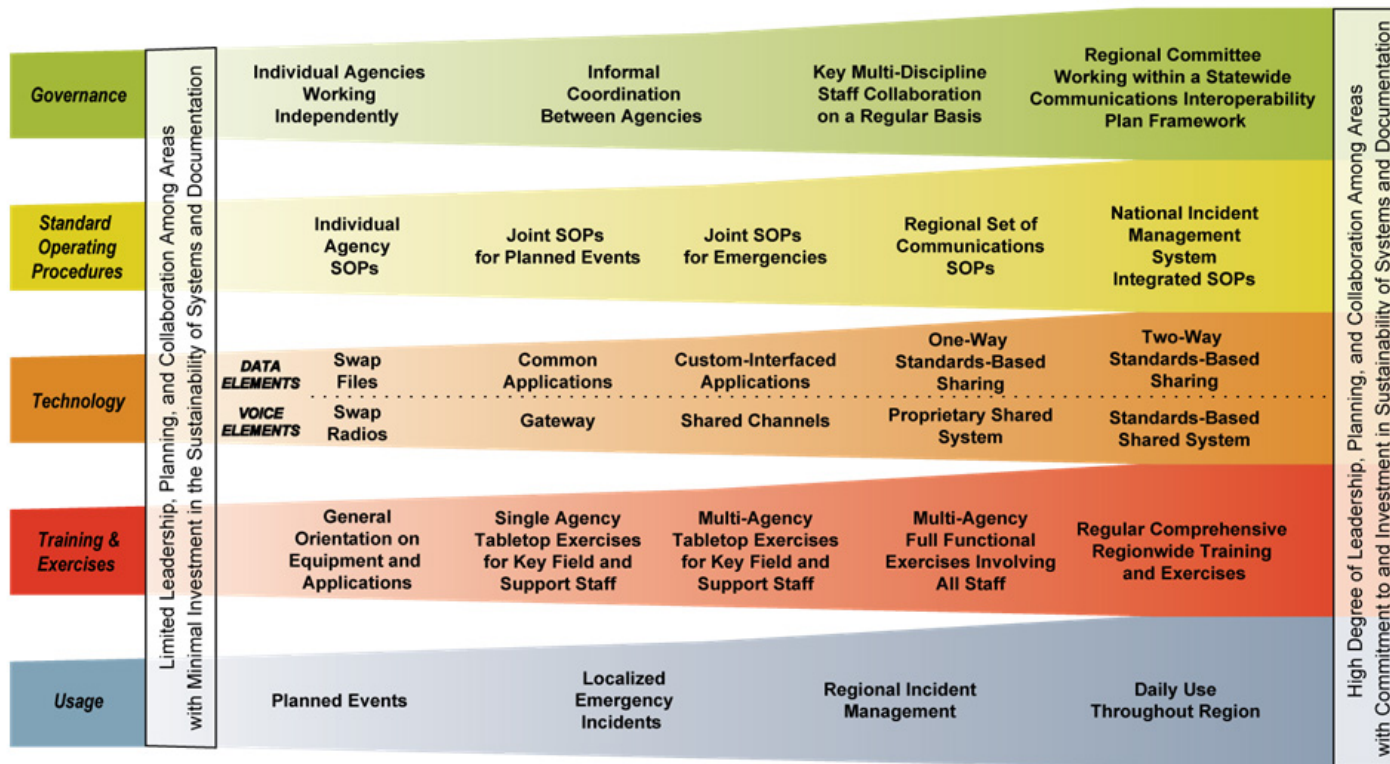 Limited Leadership, Planning, and Collaboration Among Areas
with Minimal Investment in the Sustainability of Systems and Documentation
Governance
Individual Agencies
Working
Independently
Informal
Coordination
Between Agencies
Key Multi-Discipline
Staff Collaboration
on a Regular Basis
Regional Committee
Working within a Statewide
Communications Interoperability
Plan Framework
Standard
Operating
Procedures
Individual
Agency
SOPs
Joint SOPs
for Planned Events
Joint SOPs
for Emergencies
Regional Set of
Communications
SOPs
National Incident
Management
System
Integrated SOPs
Technology
DATA
ELEMENTS
Swap
Files
Common
Applications
Custom-Interfaced
Applications
One-Way
Standards-Based
Sharing
Two-Way
Standards-Based
Sharing
VOICE
ELEMENTS
Swap
Radios
Gateway
Shared Channels
Proprietary Shared
System
Standards-Based
Shared System
Training &
Exercises
General
Orientation on
Equipment and
Applications
Single Agency
Tabletop Exercises
for Key Field and
Support Staff
Multi-Agency
Tabletop Exercises
for Key Field and
Support Staff
Multi-Agency
Full Functional
Exercises Involving
All Staff
Regular Comprehensive
Regionwide Training
and Exercises
Usage
Planned Events
Localized
Emergency
Incidents
Regional Incident
Management
Daily Use
Throughout Region
High Degree of Leadership, Planning, and Collaboration Among Areas
with Commitment to and Investment in Sustainability of Systems and Documentation